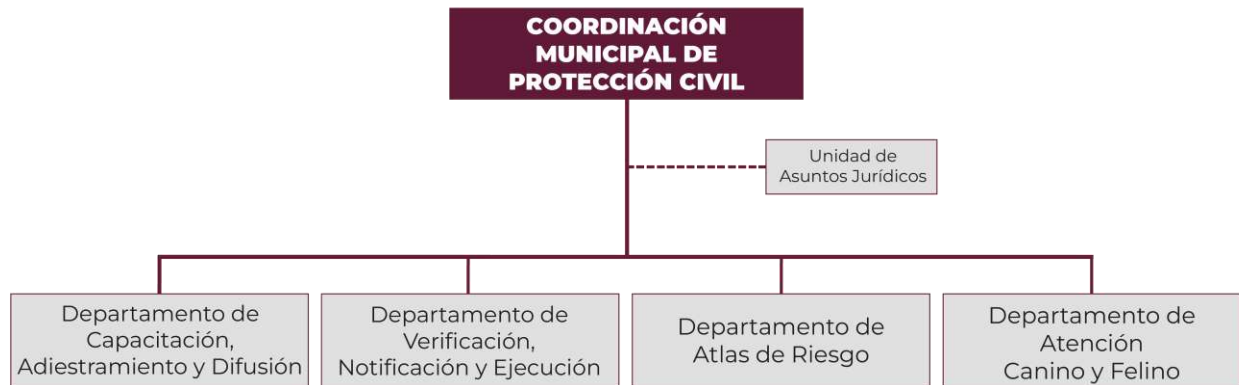 COORDINACIÓN
MUNICIPAL DE
PROTECCIÓN CIVIL
Unidad de
Asuntos Jurídicos
Departamento de
Capacitación,
Adiestramiento y Difusión
Departamento de
Verificación,
Notificación y Ejecución
Departamento de
Atlas de Riesgo
Departamento de
Atención
Canino y Felino